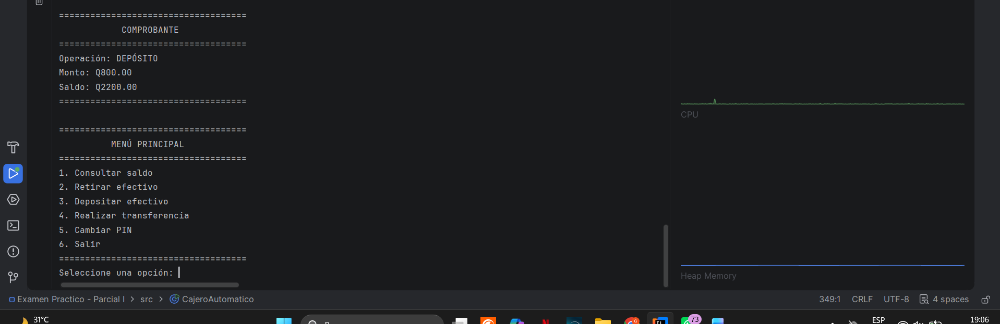 ====================================
COMPROBANTE
====================================
Operación: DEPÓSITO
Monto: Q800.00
Saldo: Q2200.00
====================================
====================================
MENÚ PRINCIPAL
====================================
1. Consultar saldo
2. Retirar efectivo
3. Depositar efectivo
4. Realizar transferencia
5. Cambiar PIN
6. Salir
====================================
Seleccione una opción:
CPU
Heap Memory
Examen Practico - Parcial I > src > CajeroAutomatico
349:1 CRLF UTF-8 4 spaces
31°C
73
ESP
19:06